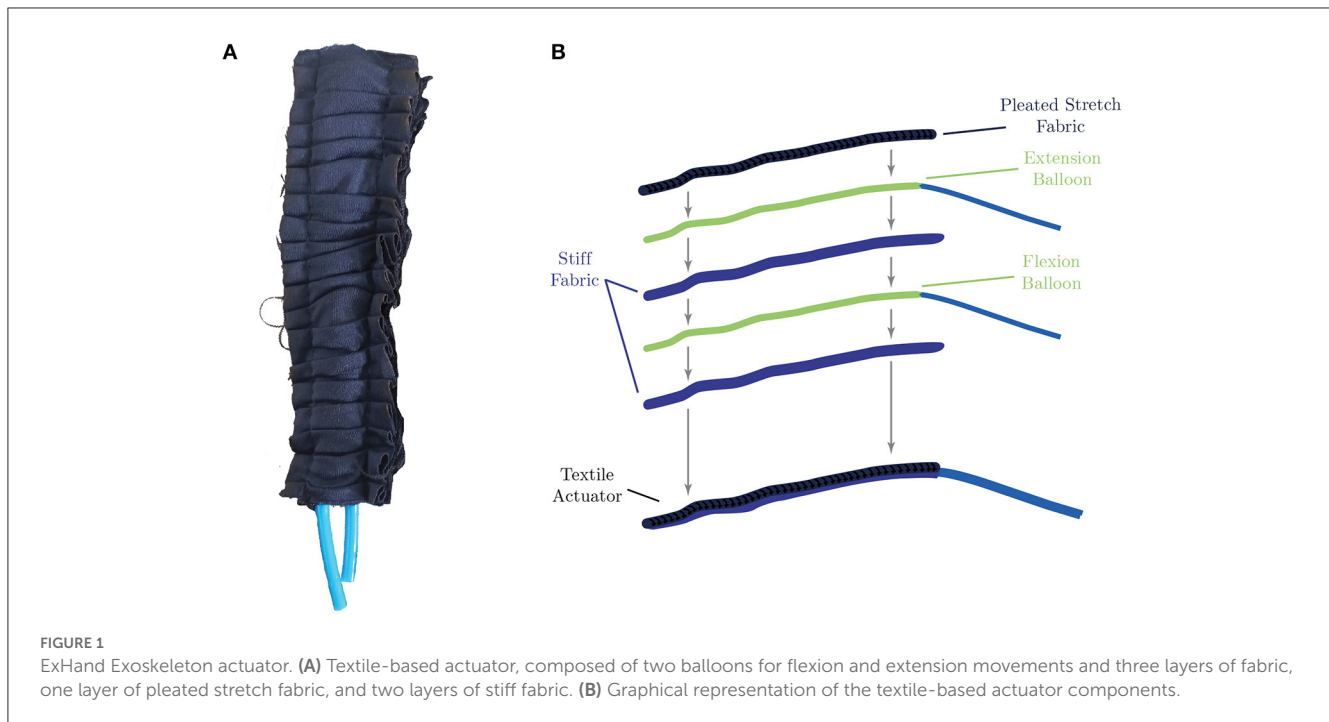 A
B
Pleated Stretch
Fabric
Extension
Balloon
Stiff
Fabric
Flexion
Balloon
Textile
Actuator
FIGURE 1
ExHand Exoskeleton actuator. (A) Textile-based actuator, composed of two balloons for flexion and extension movements and three layers of fabric,
one layer of pleated stretch fabric, and two layers of stiff fabric. (B) Graphical representation of the textile-based actuator components.